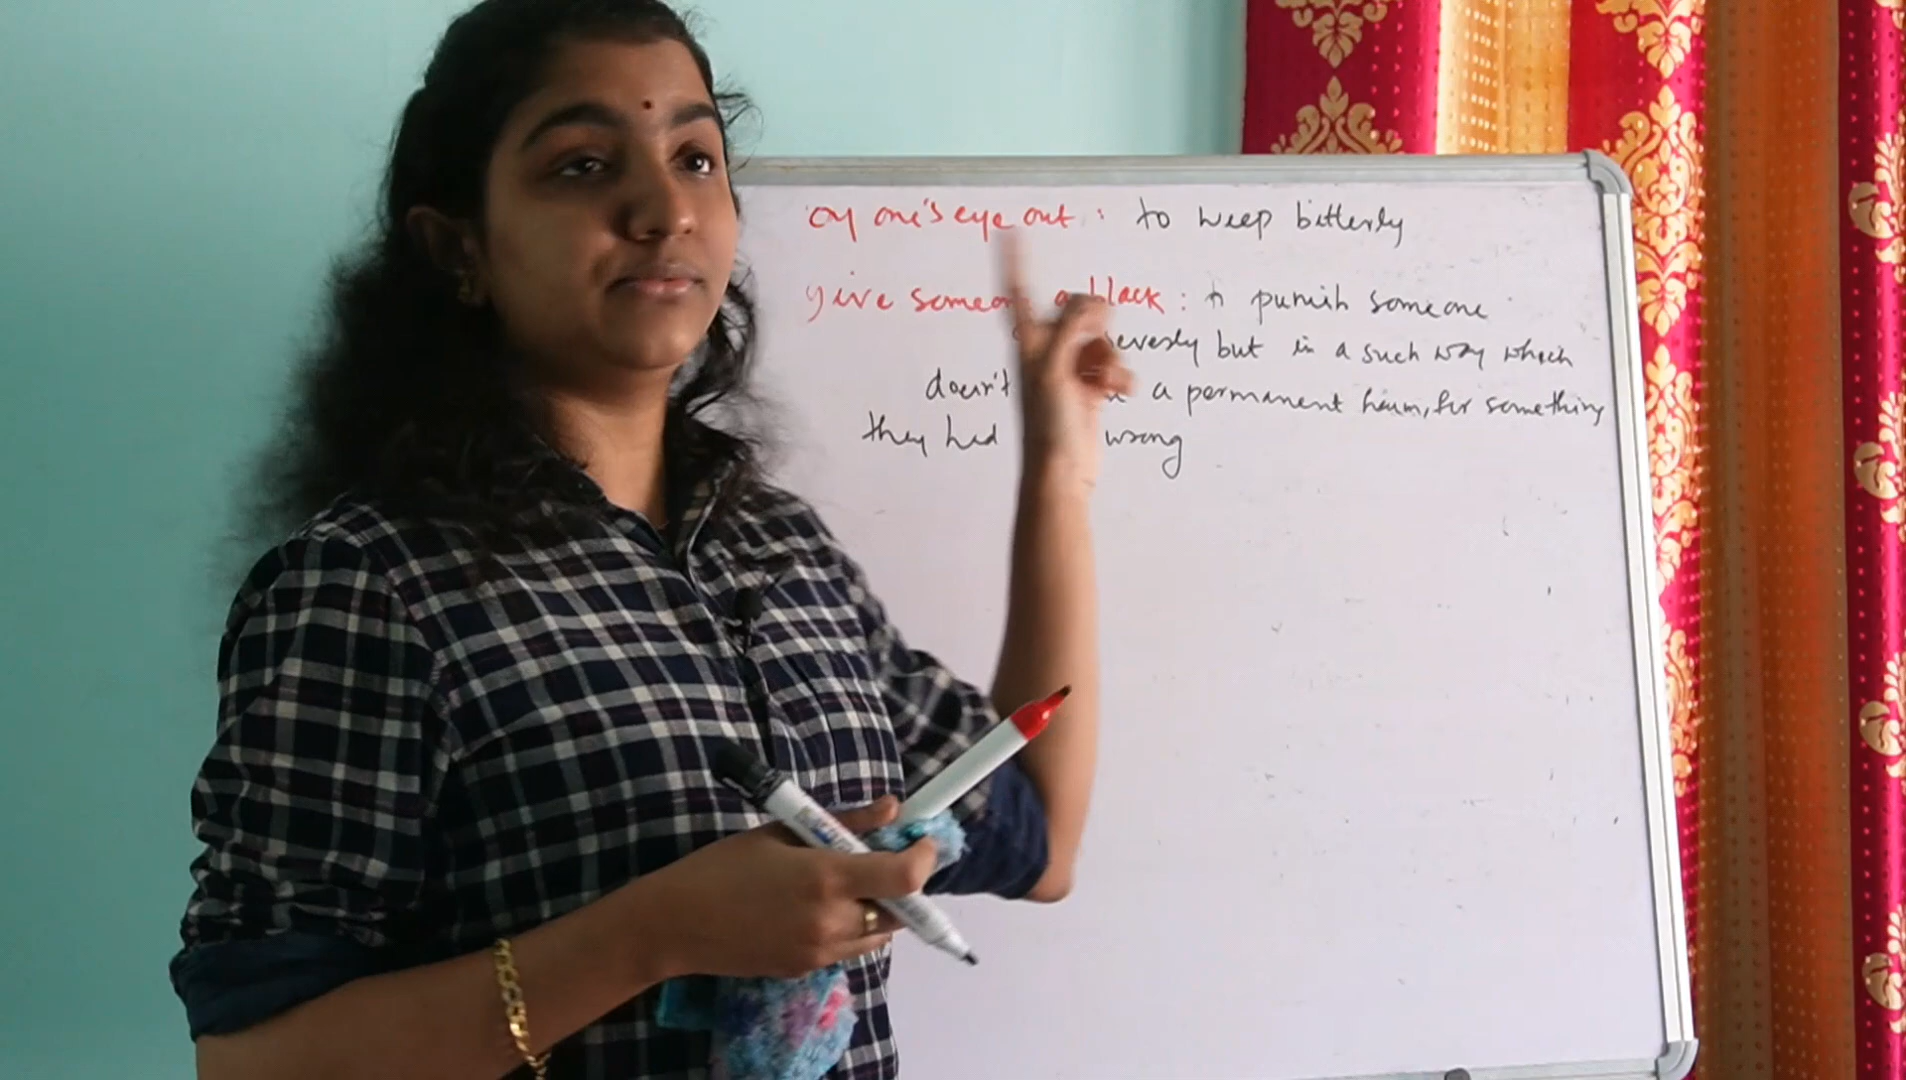 cry one's eye out : to weep bitterly
give someone a black : to punish someone
severely but in a such way which
doesn't a permanent harm, for something
they had wrong